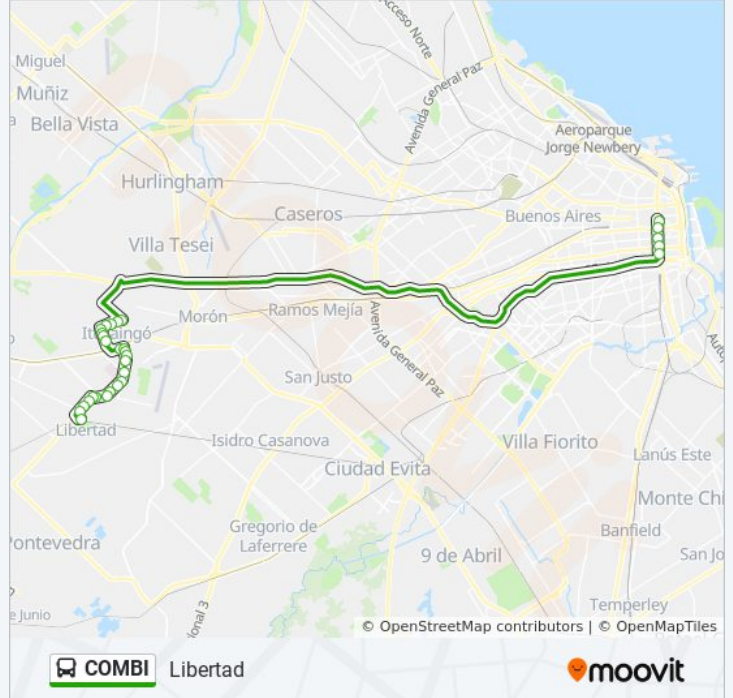 Acceso Norte
Miguel
Muñiz
Bella Vista
Avenida General Paz
Aeroparque
Jorge Newbery
Hurlingham
Caseros
Buenos Aires
Villa Tesei
Morón
Ramos Mejía
Avenida General Paz
San Justo
Libertad
Isidro Casanova
Villa Fiorito
Lanús Este
Ciudad Evita
Monte Chi
Gregorio de
Laferrere
Banfield
Pontevedra
9 de Abril
San Jo
e Junio
Temperley
onal 3
© OpenStreetMap contributors | © OpenMapTiles
COMBI Libertad
moovit